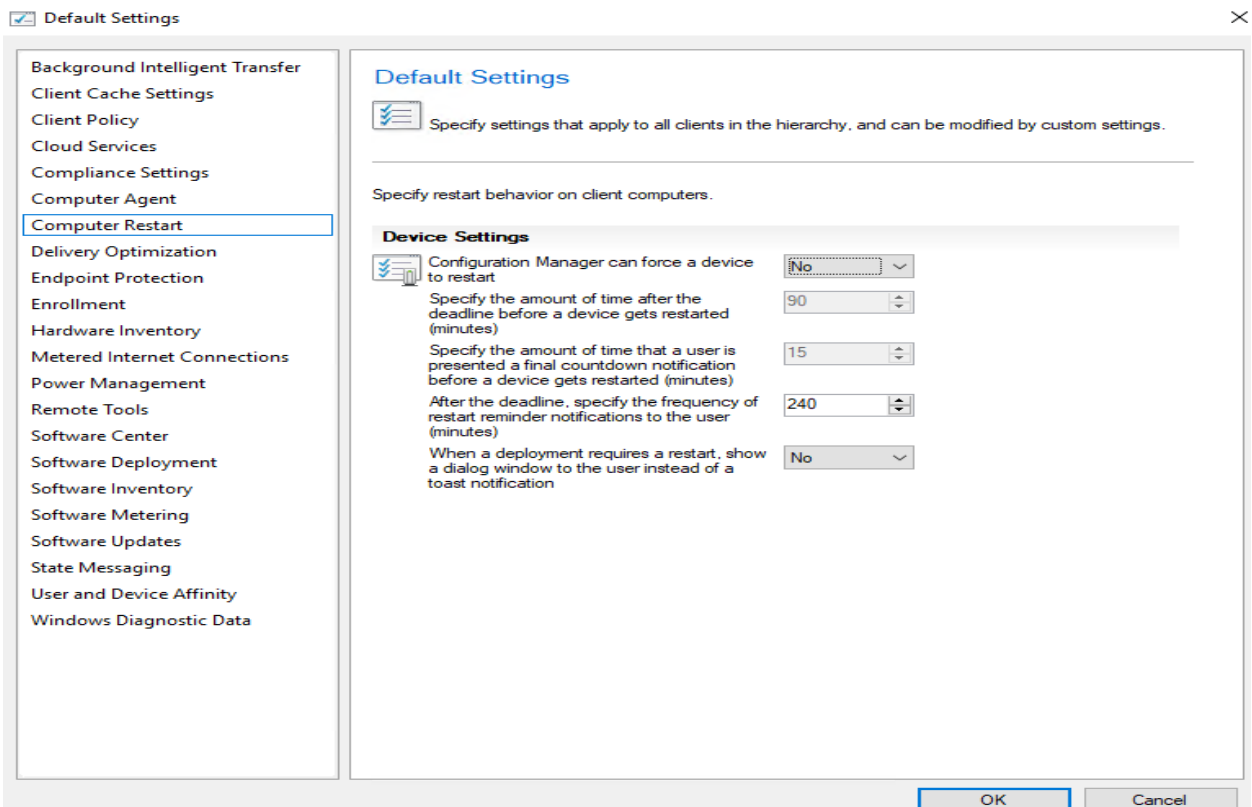 Default Settings
Background Intelligent Transfer
Client Cache Settings
Client Policy
Cloud Services
Compliance Settings
Computer Agent
Computer Restart
Delivery Optimization
Endpoint Protection
Enrollment
Hardware Inventory
Metered Internet Connections
Power Management
Remote Tools
Software Center
Software Deployment
Software Inventory
Software Metering
Software Updates
State Messaging
User and Device Affinity
Windows Diagnostic Data
Default Settings
Specify settings that apply to all clients in the hierarchy, and can be modified by custom settings.
Specify restart behavior on client computers.
Device Settings
Configuration Manager can force a device
to restart
No
Specify the amount of time after the
deadline before a device gets restarted
(minutes)
90
Specify the amount of time that a user is
presented a final countdown notification
before a device gets restarted (minutes)
15
After the deadline, specify the frequency of
restart reminder notifications to the user
(minutes)
240
When a deployment requires a restart, show
a dialog window to the user instead of a
toast notification
No
OK
Cancel